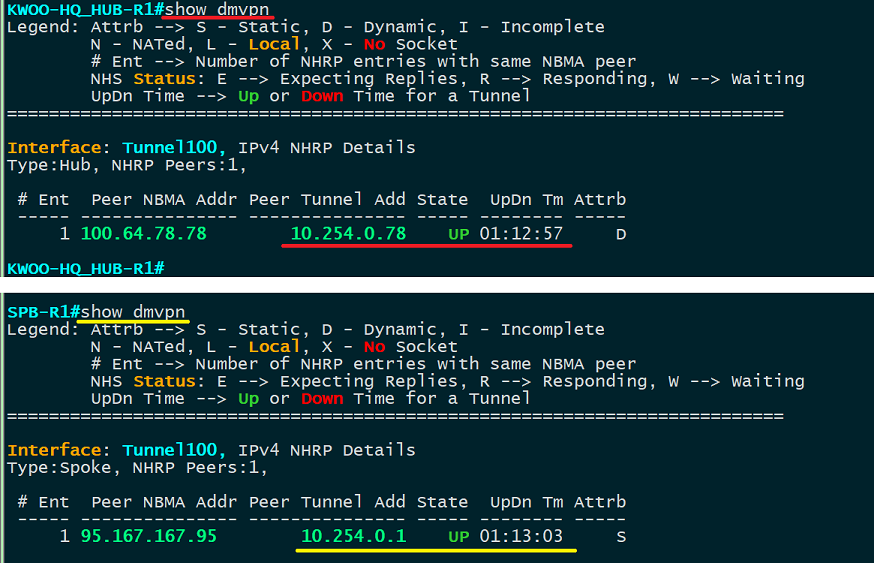 KWOO-HQ_HUB-R1#show dmvpn
Legend: Attrb --> S - Static, D - Dynamic, I - Incomplete
N - NATed, L - Local, X - No Socket
# Ent --> Number of NHRP entries with same NBMA peer
NHS Status: E --> Expecting Replies, R --> Responding, W --> Waiting
UpDn Time --> Up or Down Time for a Tunnel
==========================================================================
Interface: Tunnel100, IPv4 NHRP Details
Type:Hub, NHRP Peers:1,
# Ent  Peer NBMA Addr Peer Tunnel Add State  UpDn Tm Attrb
----- --------------- --------------- ----- -------- -----
1 100.64.78.78 10.254.0.78 UP 01:12:57 D
KWOO-HQ_HUB-R1#
SPB-R1#show dmvpn
Legend: Attrb --> S - Static, D - Dynamic, I - Incomplete
N - NATed, L - Local, X - No Socket
# Ent --> Number of NHRP entries with same NBMA peer
NHS Status: E --> Expecting Replies, R --> Responding, W --> Waiting
UpDn Time --> Up or Down Time for a Tunnel
==========================================================================
Interface: Tunnel100, IPv4 NHRP Details
Type:Spoke, NHRP Peers:1,
# Ent  Peer NBMA Addr Peer Tunnel Add State  UpDn Tm Attrb
----- --------------- --------------- ----- -------- -----
1 95.167.167.95 10.254.0.1 UP 01:13:03 S